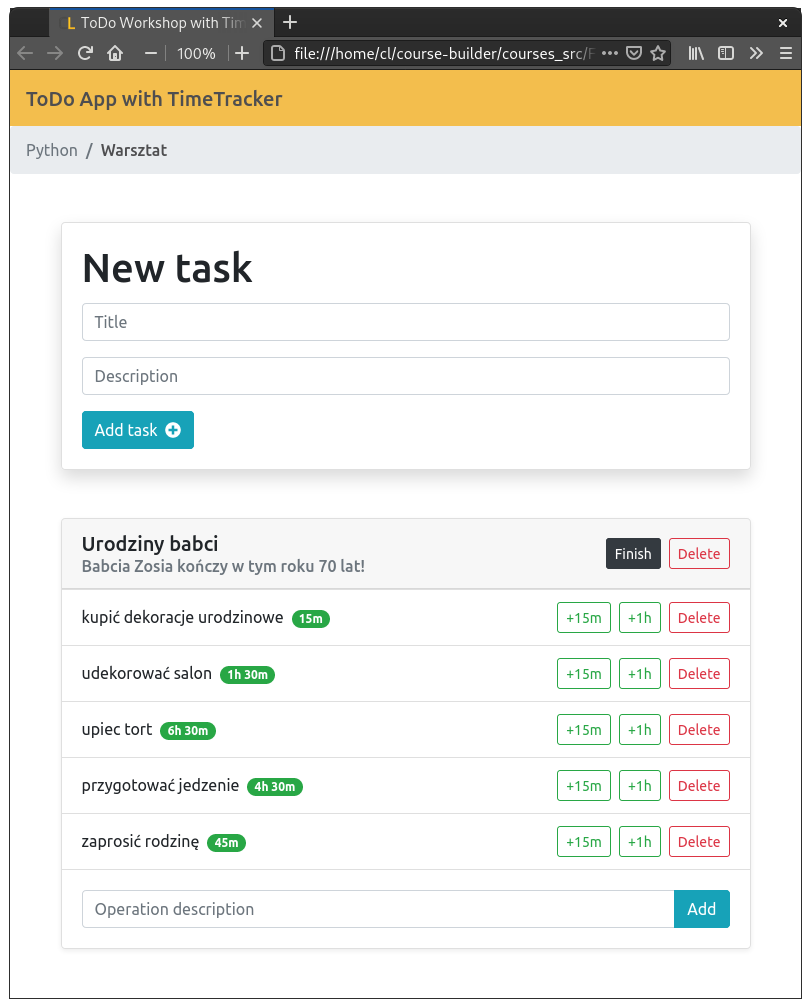 L ToDo Workshop with Tim
100%
file:///home/cl/course-builder/courses_src/F
ToDo App with TimeTracker
Python / Warsztat
New task
Title
Description
Add task
Urodziny babci
Babcia Zosia kończy w tym roku 70 lat!
Finish Delete
kupić dekoracje urodzinowe 15m +15m +1h Delete
udekorować salon 1h 30m +15m +1h Delete
upiec tort 6h 30m +15m +1h Delete
przygotować jedzenie 4h 30m +15m +1h Delete
zaprosić rodzinę 45m +15m +1h Delete
Operation description Add